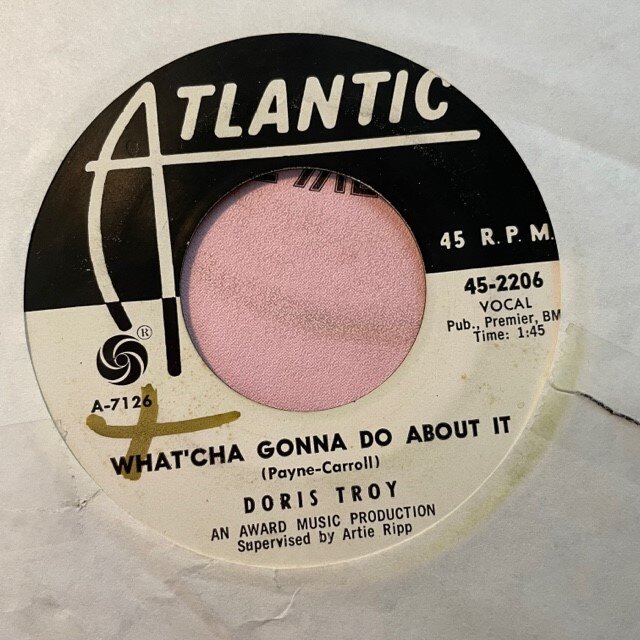 ATLANTIC
45 R.P.M.
45-2206
VOCAL
Pub., Premier, BM
Time: 1:45
®
A-7126
WHAT'CHA GONNA DO ABOUT IT
(Payne-Carroll)
DORIS TROY
AN AWARD MUSIC PRODUCTION
Supervised by Artie Ripp